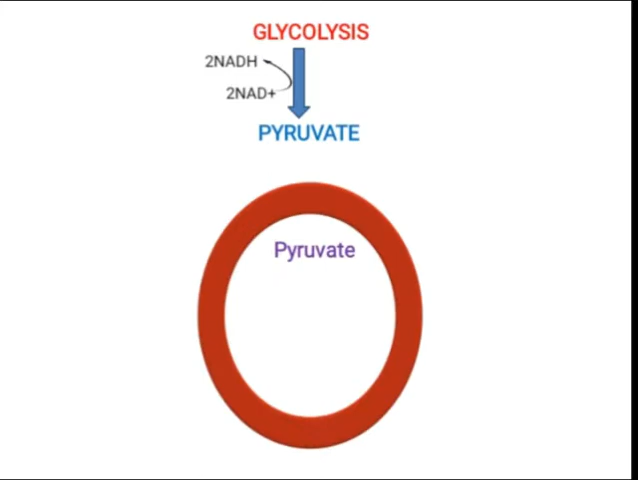 GLYCOLYSIS
2NADH
2NAD+
PYRUVATE
Pyruvate